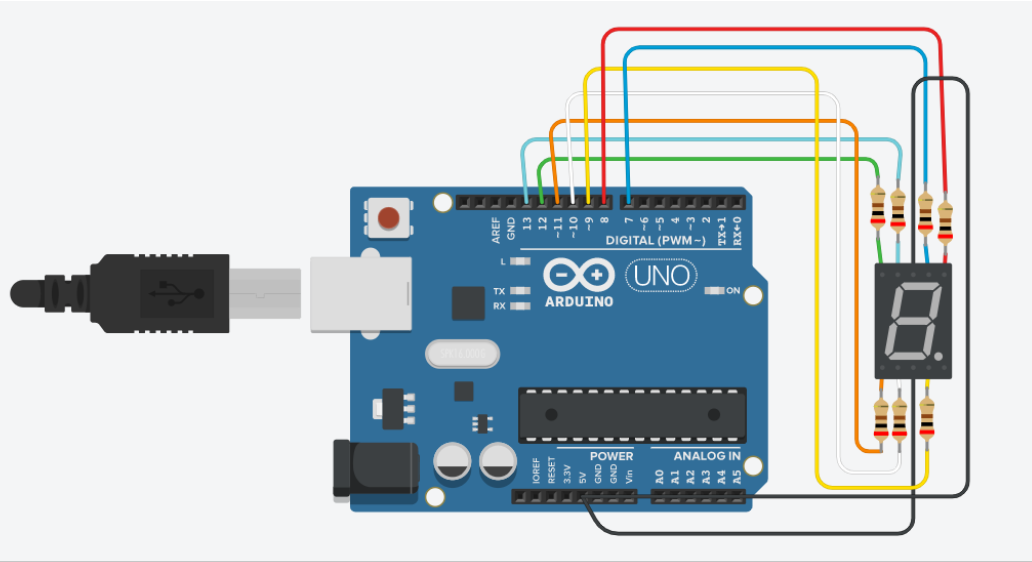 AREF
GND
13
12
~11
~10
~9
8
7
~6
~5
4
~3
2
TX→1
RX←0
DIGITAL (PWM~)
L
TX
RX
ARDUINO
UNO
ON
POWER
ANALOG IN
IOREF
RESET
3.3V
5V
GND
GND
Vin
A0
A1
A2
A3
A4
A5